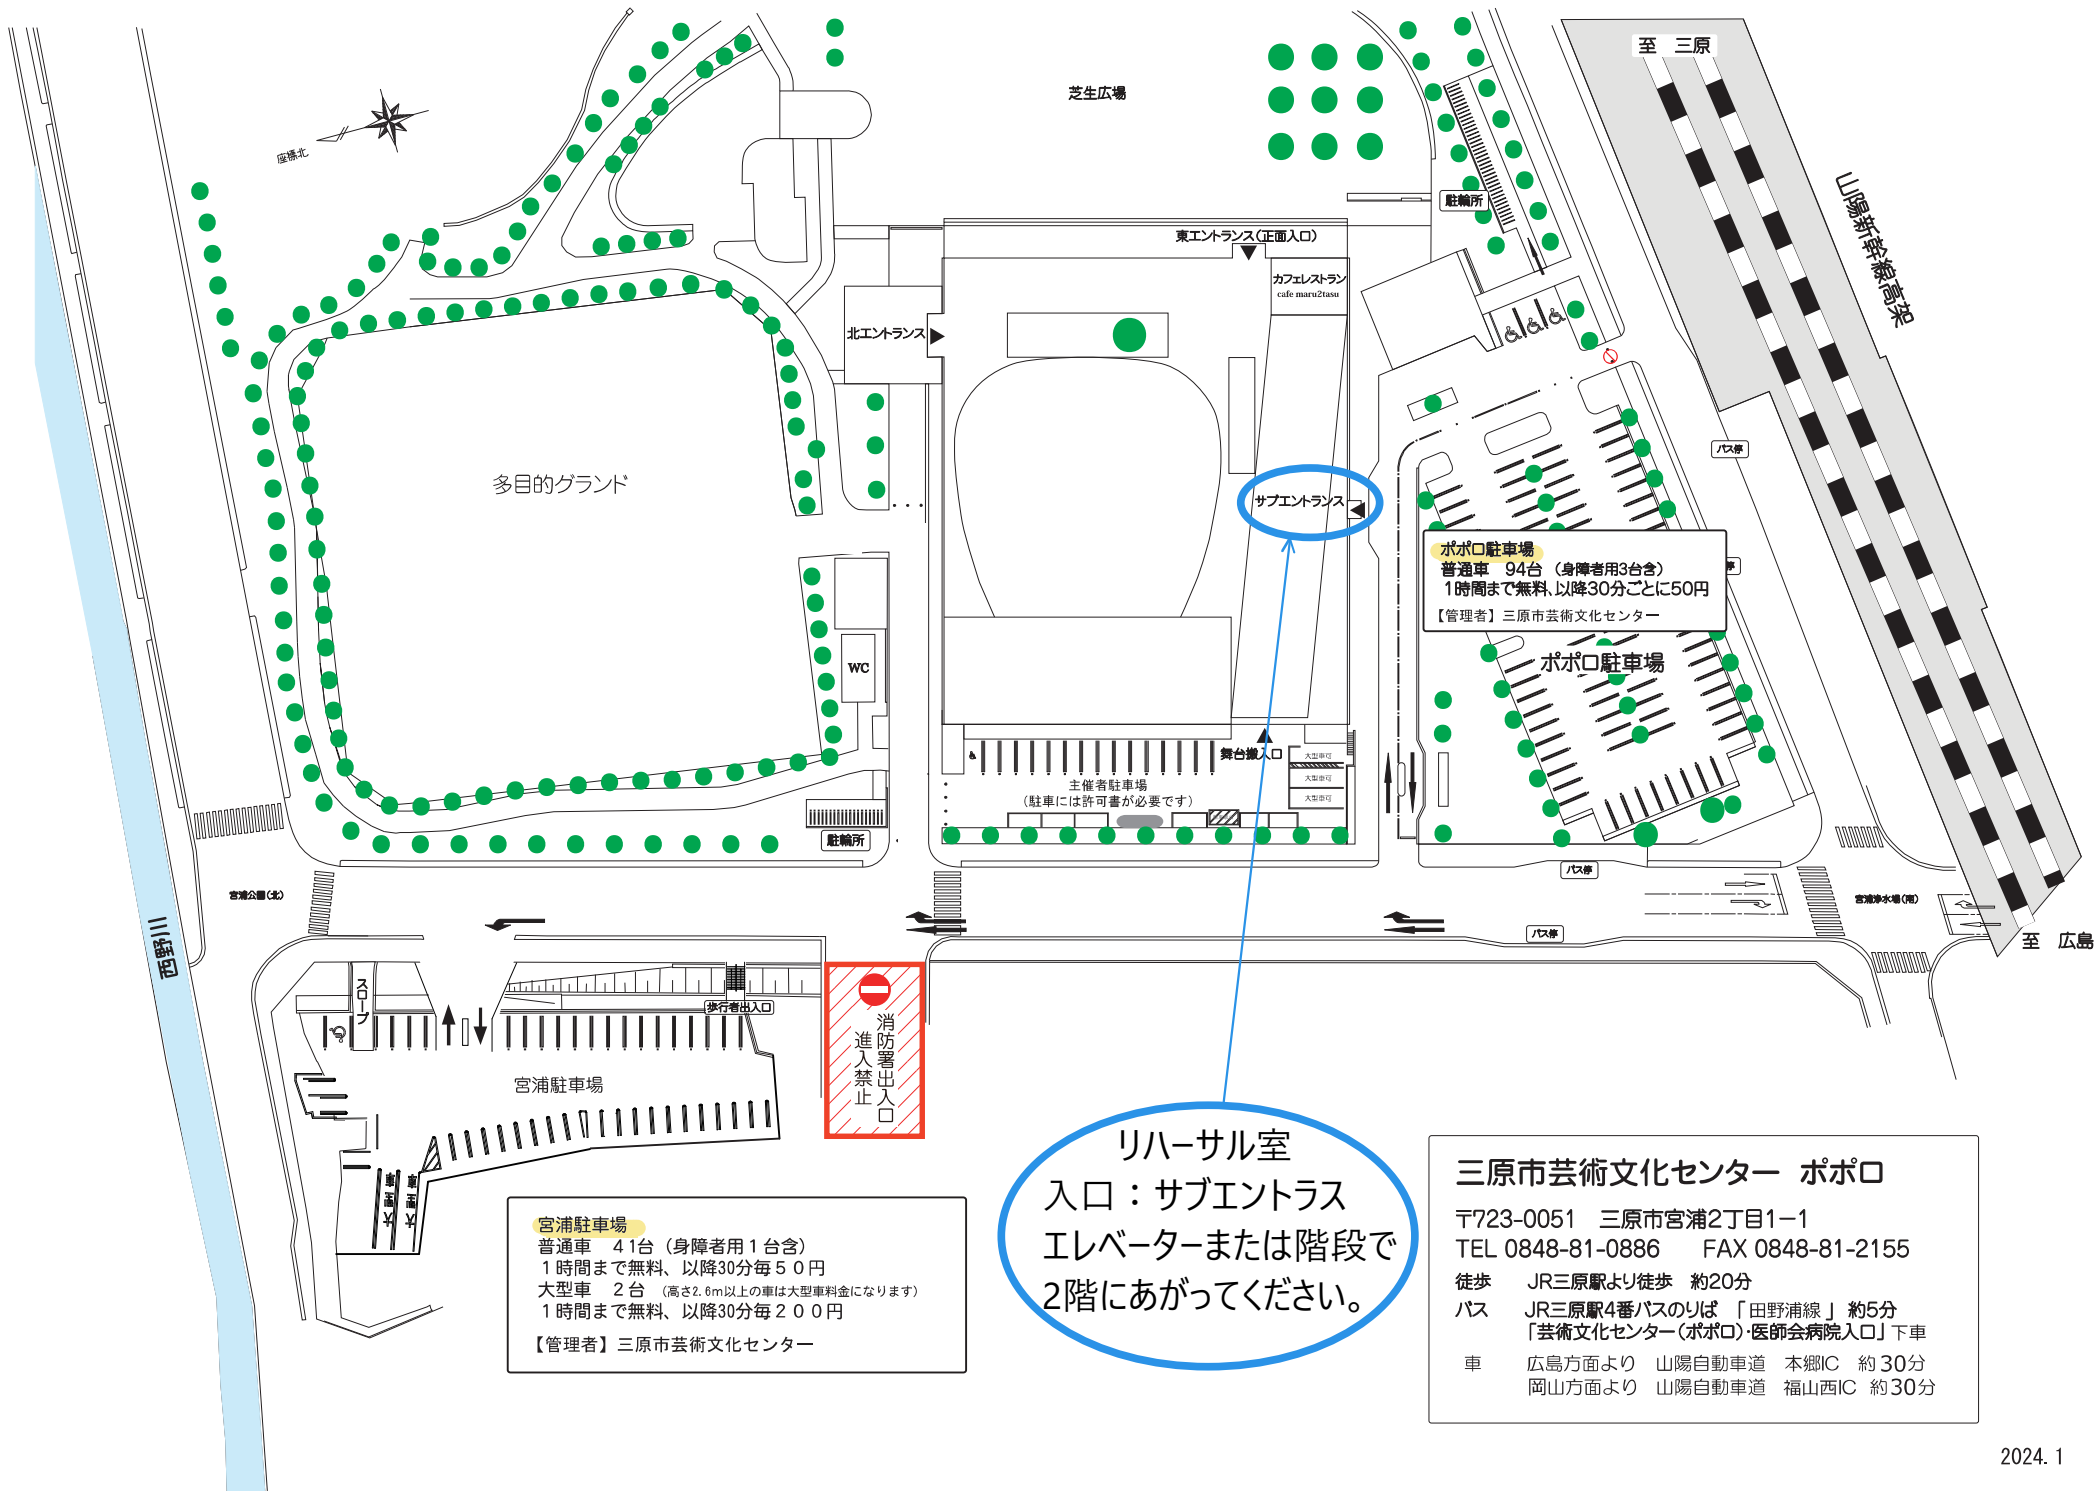 至　三原
芝生広場
座標北
山陽新幹線高架
駐輪所
東エントランス(正面入口)
カフェレストラン
cafe maru2tasu
北エントランス
バス停
多目的グランド
サブエントランス
ポポロ駐車場
普通車　94台（身障者用3台含）
1時間まで無料、以降30分ごとに50円
【管理者】三原市芸術文化センター
WC
ポポロ駐車場
舞台搬入口
大型車可
大型車可
大型車可
主催者駐車場
（駐車には許可書が必要です）
駐輪所
バス停
宮浦公園(北)
宮浦浄水場(南)
バス停
至　広島
西野川
スロープ
歩行者出入口
消防署出入口
進入禁止
宮浦駐車場
大型車
大型車
リハーサル室
入口：サブエントラス
エレベーターまたは階段で
2階にあがってください。
宮浦駐車場
普通車　４1台（身障者用１台含）
１時間まで無料、以降30分毎５０円
大型車　２台　（高さ2.6m以上の車は大型車料金になります）
１時間まで無料、以降30分毎２００円
【管理者】三原市芸術文化センター
三原市芸術文化センター　ポポロ
〒723-0051　三原市宮浦2丁目1－1
TEL 0848-81-0886　　FAX 0848-81-2155
徒歩　　JR三原駅より徒歩　約20分
バス　　JR三原駅4番バスのりば　「田野浦線」　約5分
「芸術文化センター(ポポロ)・医師会病院入口」下車
車　　広島方面より　山陽自動車道　本郷IC　約30分
岡山方面より　山陽自動車道　福山西IC　約30分
2024.1